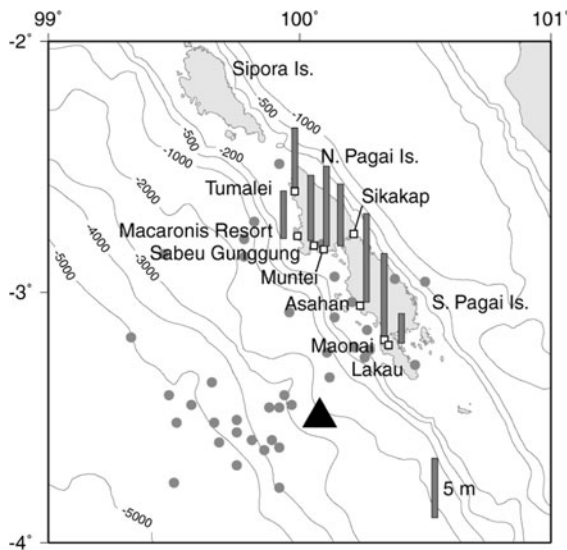 99°
100°
101°
-2°
Sipora Is.
-500
-1000
-500
-200
-1000
N. Pagai Is.
-2000
Tumalei
Sikakap
Macaronis Resort
-4000
-3000
Sabeu Gunggung
-5000
Muntei
-3°
Asahan
S. Pagai Is.
Maonai
Lakau
5 m
-5000
-4°